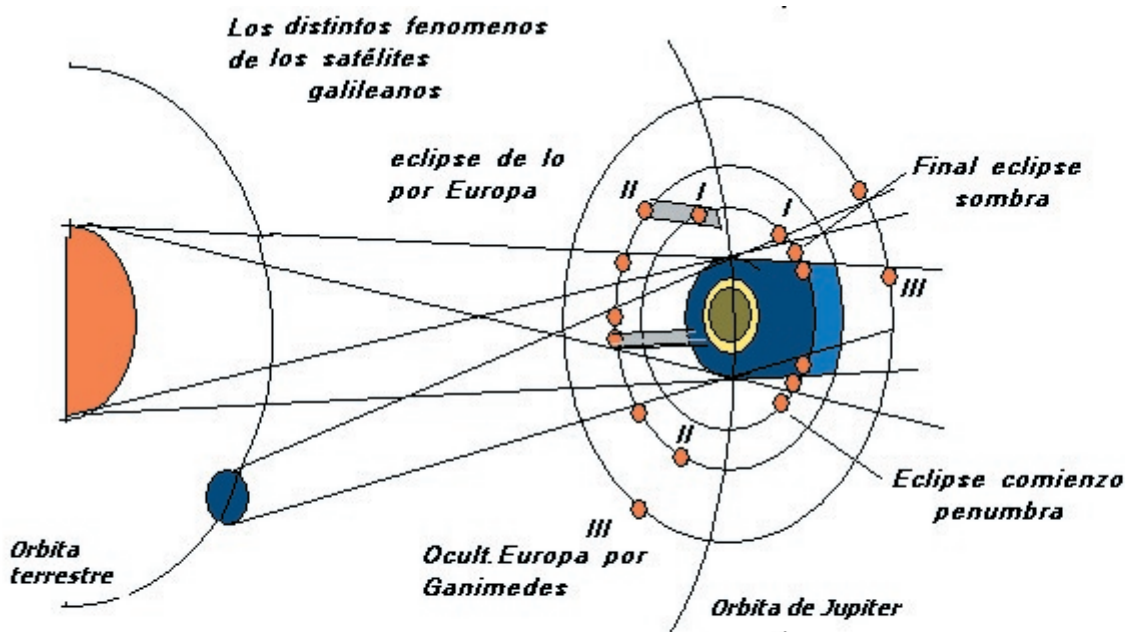 Los distintos fenomenos
de los satélites
galileanos
eclipse de Io
por Europa
II
I
I
Final eclipse
sombra
III
II
Eclipse comienzo
penumbra
III
Ocult. Europa por
Ganimedes
Orbita
terrestre
Orbita de Jupiter